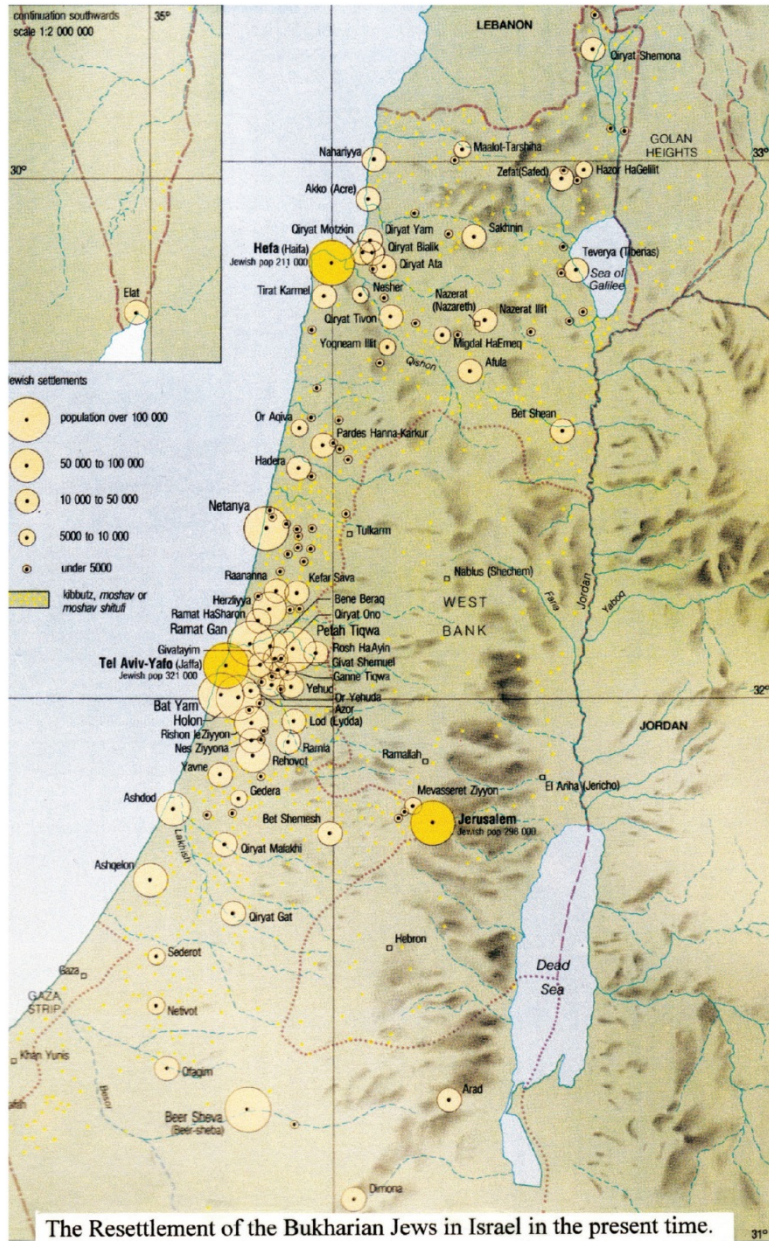 continuation southwards
scale 1:2 000 000
35°
30°
Elat
LEBANON
Qiryat Shemona
GOLAN
HEIGHTS
33°
Nahariyya
Maalot-Tarshiha
Zefat(Safed)
Hazor HaGelilit
Akko (Acre)
Qiryat Motzkin
Qiryat Yam
Sakhnin
Hefa (Haifa)
Jewish pop 211 000
Qiryat Bialik
Qiryat Ata
Teverya (Tiberias)
Sea of
Galilee
Tirat Karmel
Nesher
Nazerat
(Nazareth)
Nazerat Illit
Qiryat Tivon
Yoqneam Illit
Migdal HaEmeq
Qishon
Afula
Jewish settlements
population over 100 000
50 000 to 100 000
10 000 to 50 000
5000 to 10 000
under 5000
kibbutz, moshav or
moshav shitufi
Or Aqiva
Bet Shean
Pardes Hanna-Karkur
Hadera
Netanya
Tulkarm
Raananna
Kefar Sava
Nablus (Shechem)
Herzliyya
Bene Beraq
WEST
BANK
Faria
Jordan
Yaboq
Ramat HaSharon
Qiryat Ono
Ramat Gan
Petah Tiqwa
Givatayim
Rosh HaAyin
Tel Aviv-Yafo (Jaffa)
Jewish pop 321 000
Givat Shemuel
Ganne Tiqwa
Yehud
32°
Or Yehuda
Bat Yam
Azor
Holon
Lod (Lydda)
JORDAN
Rishon leZiyyon
Nes Ziyyona
Ramla
Rehovot
Ramallah
Yavne
El Ariha (Jericho)
Gedera
Mevasseret Ziyyon
Ashdod
Bet Shemesh
Jerusalem
Jewish pop 296 000
Lakhish
Qiryat Malakhi
Ashqelon
Qiryat Gat
Hebron
Sederot
Dead
Sea
Gaza
GAZA
STRIP
Netivot
Khan Yunis
Ofaqim
Besor
Arad
Beer Sheva
(Beer-sheba)
Dimona
31°
The Resettlement of the Bukharian Jews in Israel in the present time.